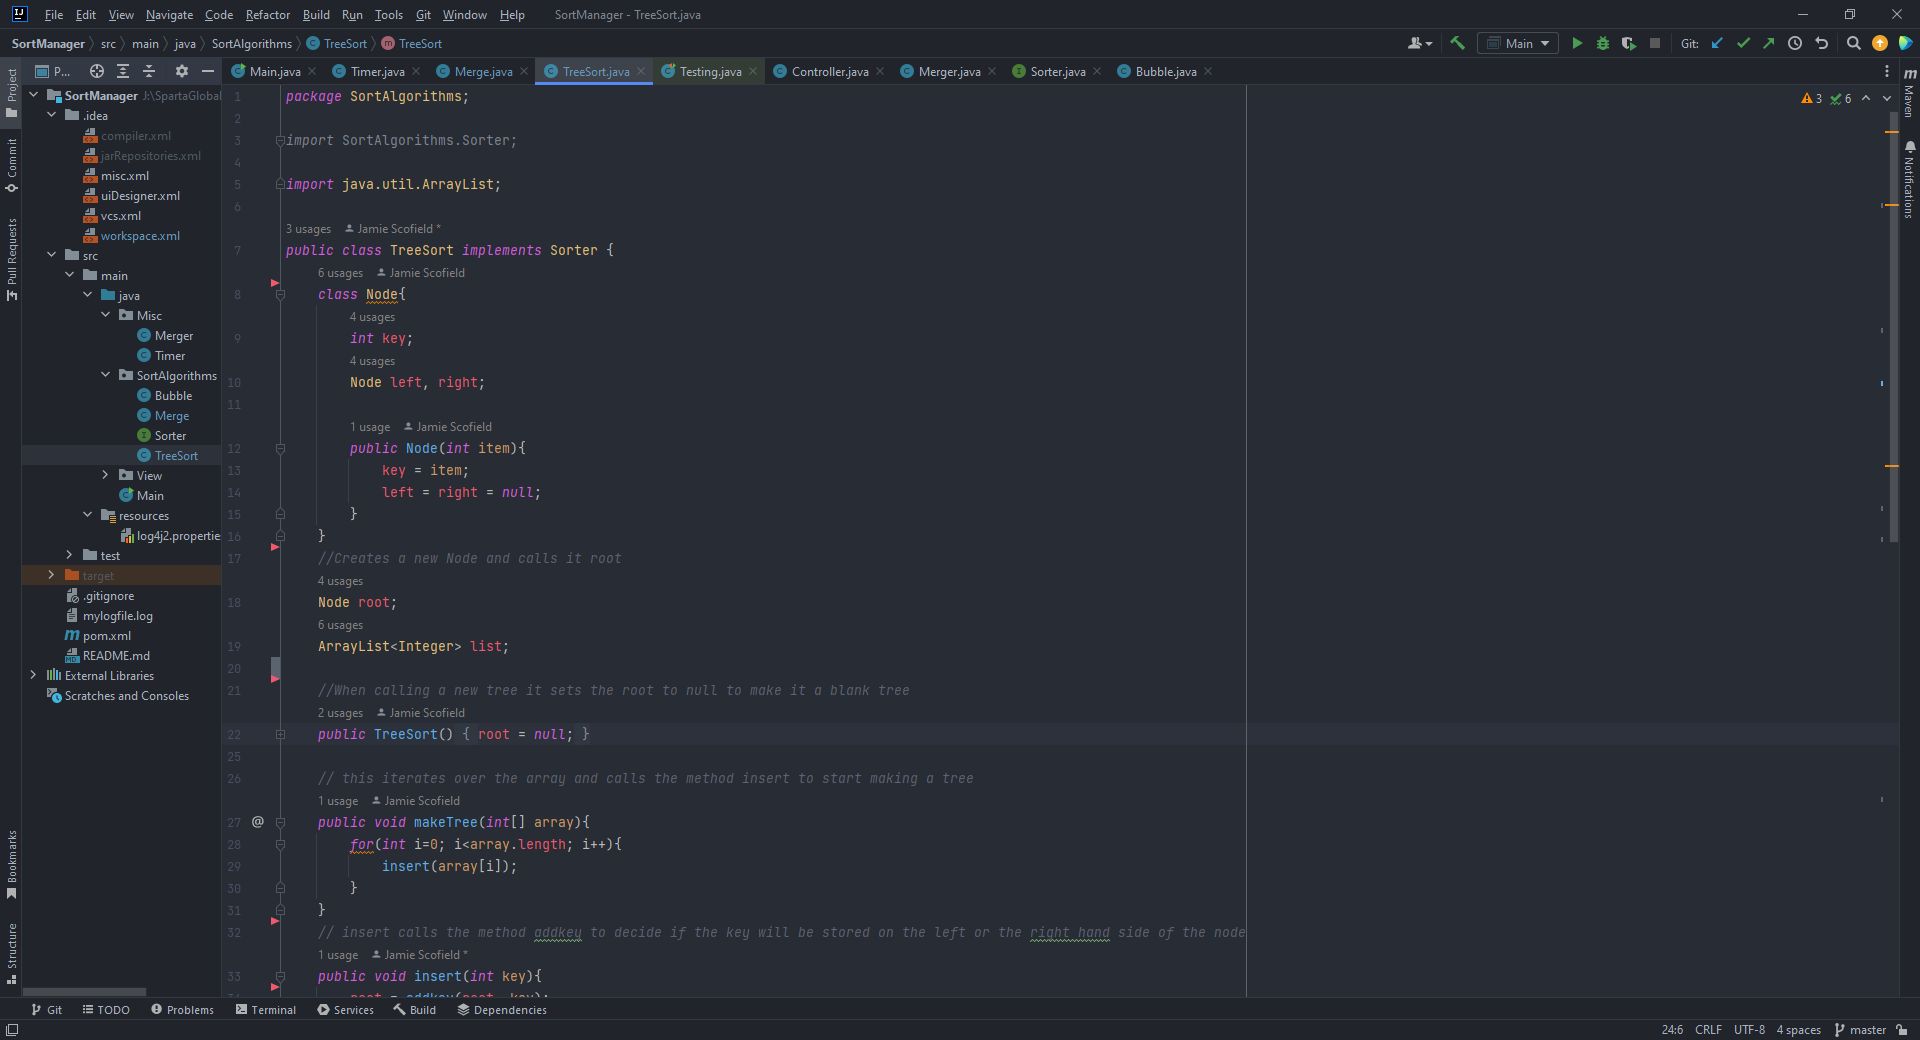 File Edit View Navigate Code Refactor Build Run Tools Git Window Help SortManager - TreeSort.java
SortManager src main java SortAlgorithms TreeSort TreeSort Main Git:
Project
Commit
Pull Requests
Bookmarks
Structure
P...
SortManager J:\SpartaGlobal
.idea
compiler.xml
jarRepositories.xml
misc.xml
uiDesigner.xml
vcs.xml
workspace.xml
src
main
java
Misc
Merger
Timer
SortAlgorithms
Bubble
Merge
Sorter
TreeSort
View
Main
resources
log4j2.propertie
test
target
.gitignore
mylogfile.log
pom.xml
README.md
External Libraries
Scratches and Consoles
Main.java Timer.java Merge.java TreeSort.java Testing.java Controller.java Merger.java Sorter.java Bubble.java
3 6
1 package SortAlgorithms;
2
3 import SortAlgorithms.Sorter;
4
5 import java.util.ArrayList;
6
3 usages Jamie Scofield *
7 public class TreeSort implements Sorter {
6 usages Jamie Scofield
8 class Node{
4 usages
9 int key;
4 usages
10 Node left, right;
11
1 usage Jamie Scofield
12 public Node(int item){
13 key = item;
14 left = right = null;
15 }
16 }
17 //Creates a new Node and calls it root
4 usages
18 Node root;
6 usages
19 ArrayList<Integer> list;
20
21 //When calling a new tree it sets the root to null to make it a blank tree
2 usages Jamie Scofield
22 public TreeSort() { root = null; }
25
26 // this iterates over the array and calls the method insert to start making a tree
1 usage Jamie Scofield
27 @ public void makeTree(int[] array){
28 for(int i=0; i<array.length; i++){
29 insert(array[i]);
30 }
31 }
32 // insert calls the method addkey to decide if the key will be stored on the left or the right hand side of the node
1 usage Jamie Scofield *
33 public void insert(int key){
34 root = addkey(root, key);
m Maven
Notifications
Git TODO Problems Terminal Services Build Dependencies
24:6 CRLF UTF-8 4 spaces master